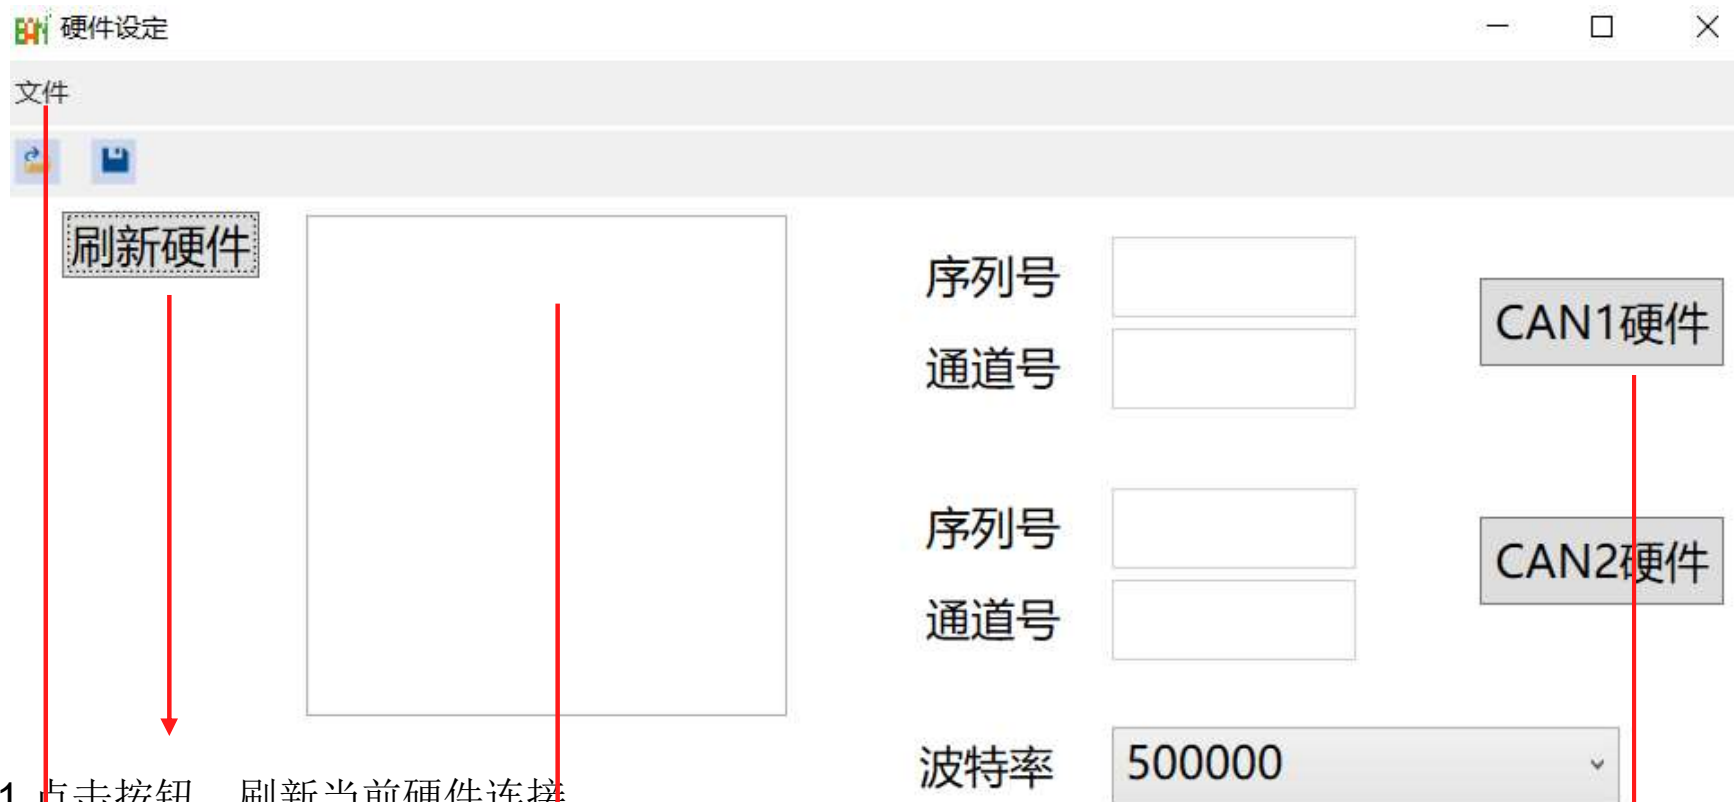 硬件设定
文件
刷新硬件
序列号
通道号
CAN1硬件
序列号
通道号
CAN2硬件
波特率
500000
1 点击按钮 刷新当前硬件连接